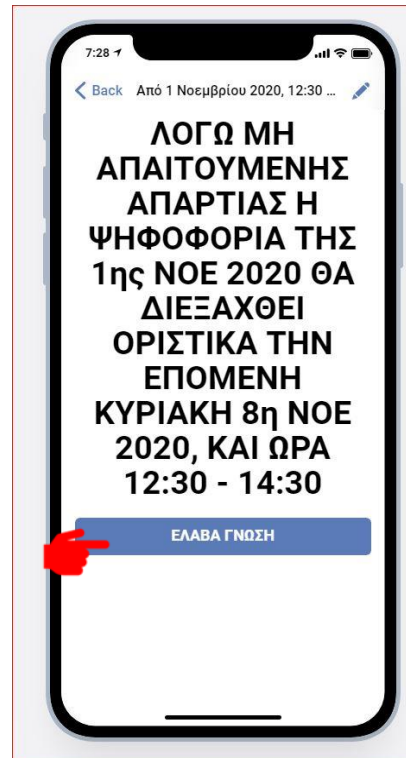 7:28
Back Από 1 Νοεμβρίου 2020, 12:30 ...
ΛΟΓΩ ΜΗ
ΑΠΑΙΤΟΥΜΕΝΗΣ
ΑΠΑΡΤΙΑΣ Η
ΨΗΦΟΦΟΡΙΑ ΤΗΣ
1ης ΝΟΕ 2020 ΘΑ
ΔΙΕΞΑΧΘΕΙ
ΟΡΙΣΤΙΚΑ ΤΗΝ
ΕΠΟΜΕΝΗ
ΚΥΡΙΑΚΗ 8η ΝΟΕ
2020, ΚΑΙ ΩΡΑ
12:30 - 14:30
ΕΛΑΒΑ ΓΝΩΣΗ